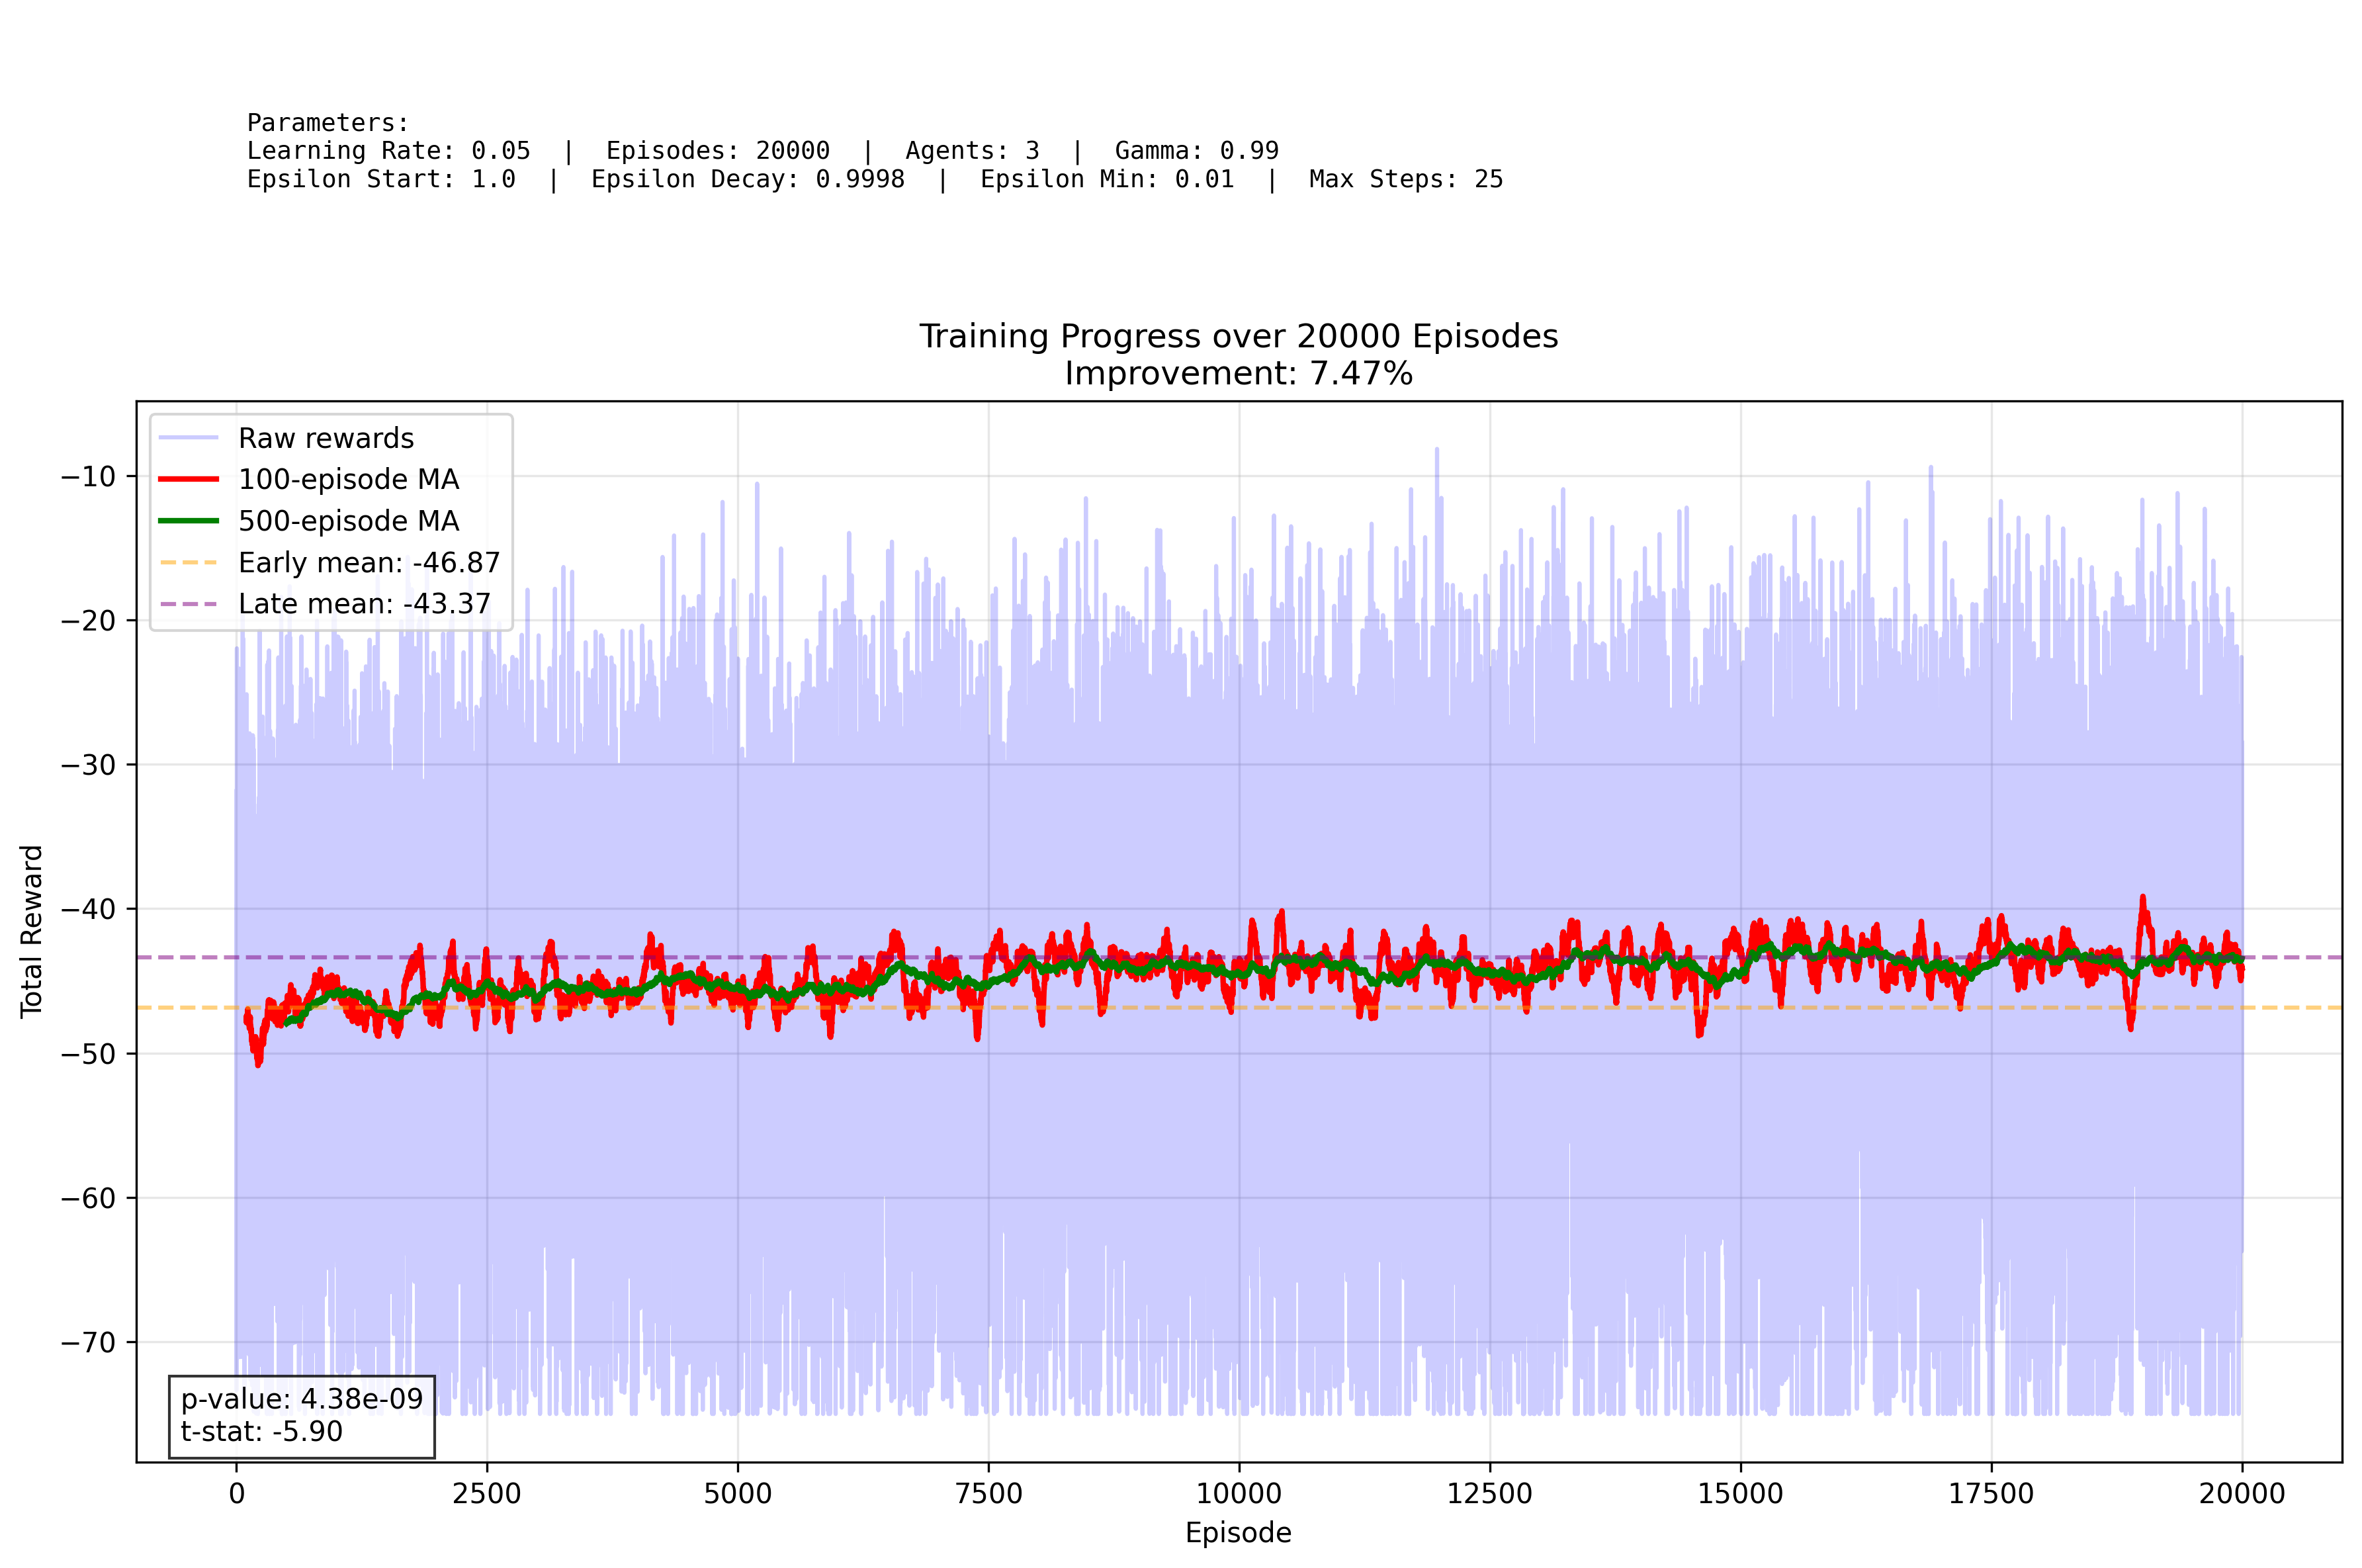 Parameters:
Learning Rate: 0.05  |  Episodes: 20000  |  Agents: 3  |  Gamma: 0.99
Epsilon Start: 1.0  |  Epsilon Decay: 0.9998  |  Epsilon Min: 0.01  |  Max Steps: 25
Training Progress over 20000 Episodes
Improvement: 7.47%
Raw rewards
100-episode MA
500-episode MA
Early mean: -46.87
Late mean: -43.37
−10
−20
−30
−40
−50
−60
−70
Total Reward
p-value: 4.38e-09
t-stat: -5.90
0 2500 5000 7500 10000 12500 15000 17500 20000
Episode